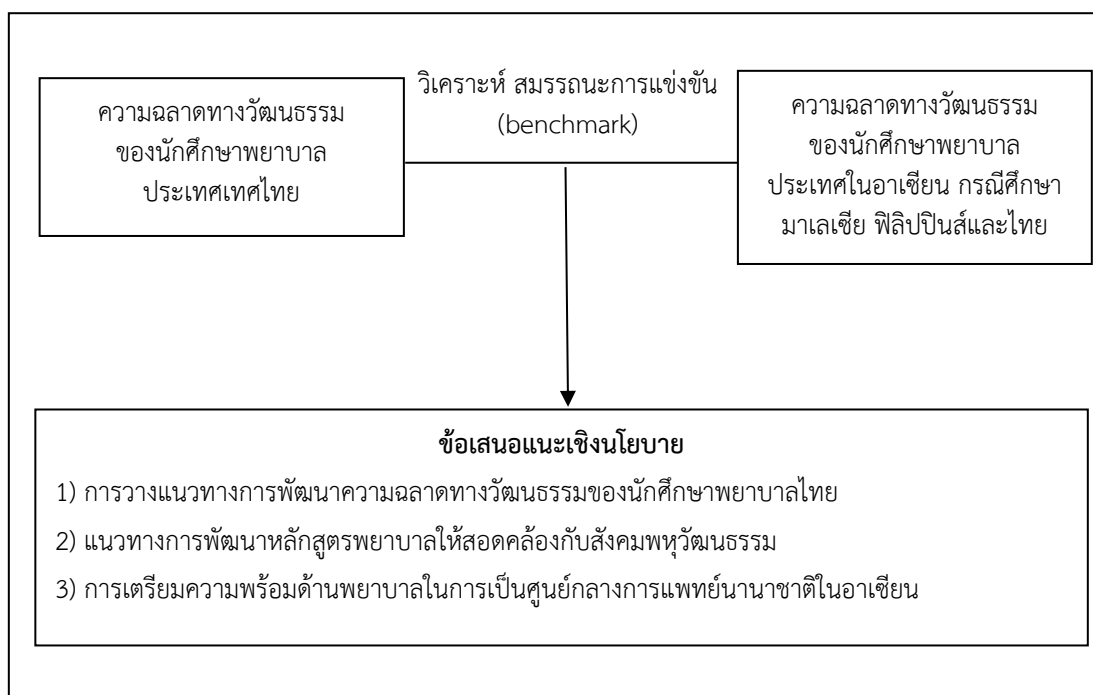 ความฉลาดทางวัฒนธรรม
ของนักศึกษาพยาบาล
ประเทศเทศไทย
วิเคราะห์ สมรรถนะการแข่งขัน
(benchmark)
ความฉลาดทางวัฒนธรรม
ของนักศึกษาพยาบาล
ประเทศในอาเซียน กรณีศึกษา
มาเลเซีย ฟิลิปปินส์และไทย
ข้อเสนอแนะเชิงนโยบาย
1) การวางแนวทางการพัฒนาความฉลาดทางวัฒนธรรมของนักศึกษาพยาบาลไทย
2) แนวทางการพัฒนาหลักสูตรพยาบาลให้สอดคล้องกับสังคมพหุวัฒนธรรม
3) การเตรียมความพร้อมด้านพยาบาลในการเป็นศูนย์กลางการแพทย์นานาชาติในอาเซียน